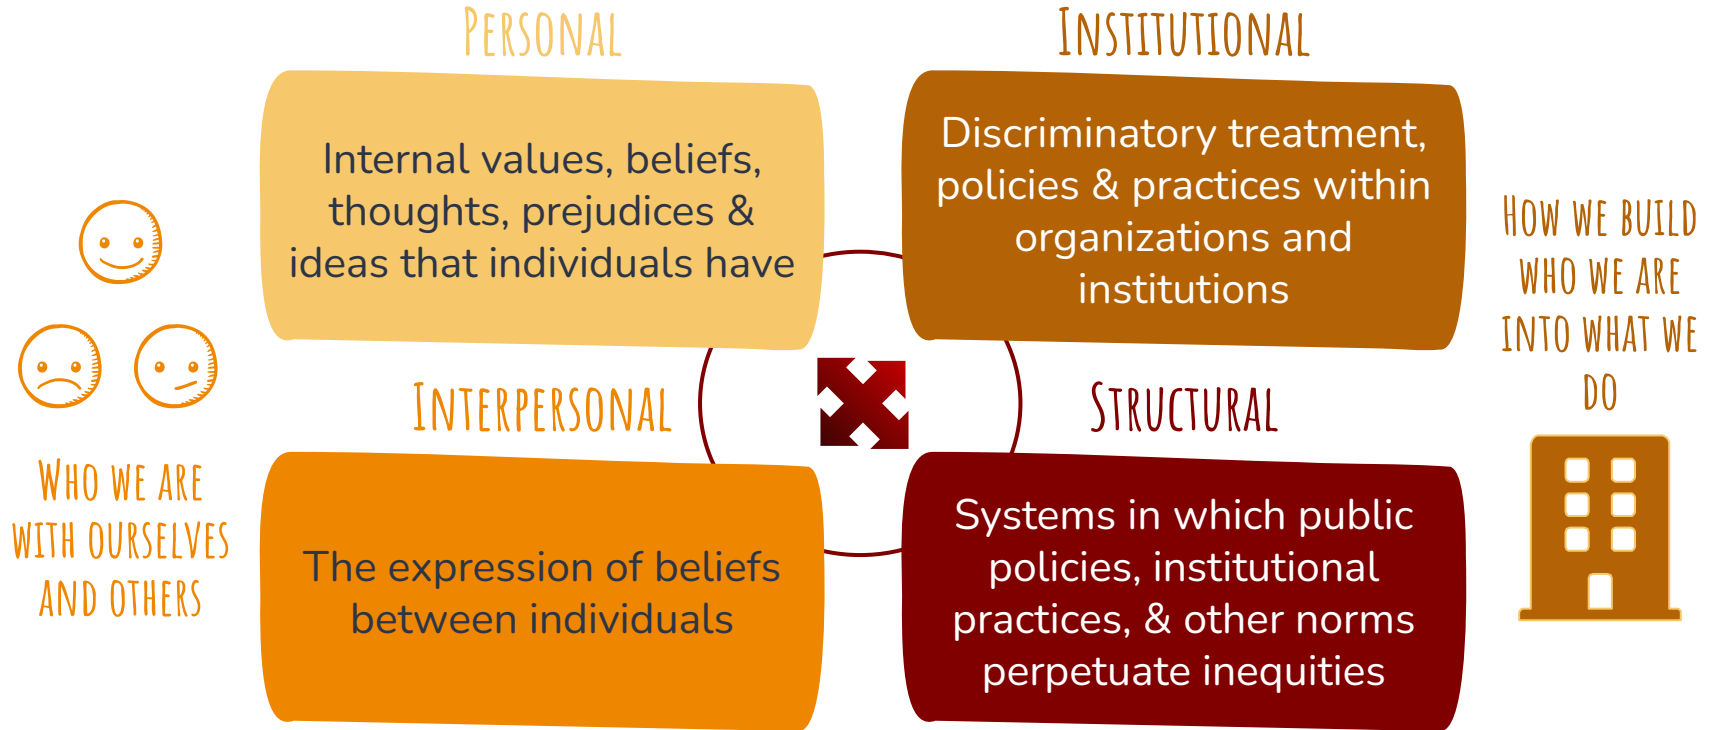 Personal
Internal values, beliefs,
thoughts, prejudices &
ideas that individuals have
Institutional
Discriminatory treatment,
policies & practices within
organizations and
institutions
Interpersonal
The expression of beliefs
between individuals
Structural
Systems in which public
policies, institutional
practices, & other norms
perpetuate inequities
Who we are
with ourselves
and others
How we build
who we are
into what we
do